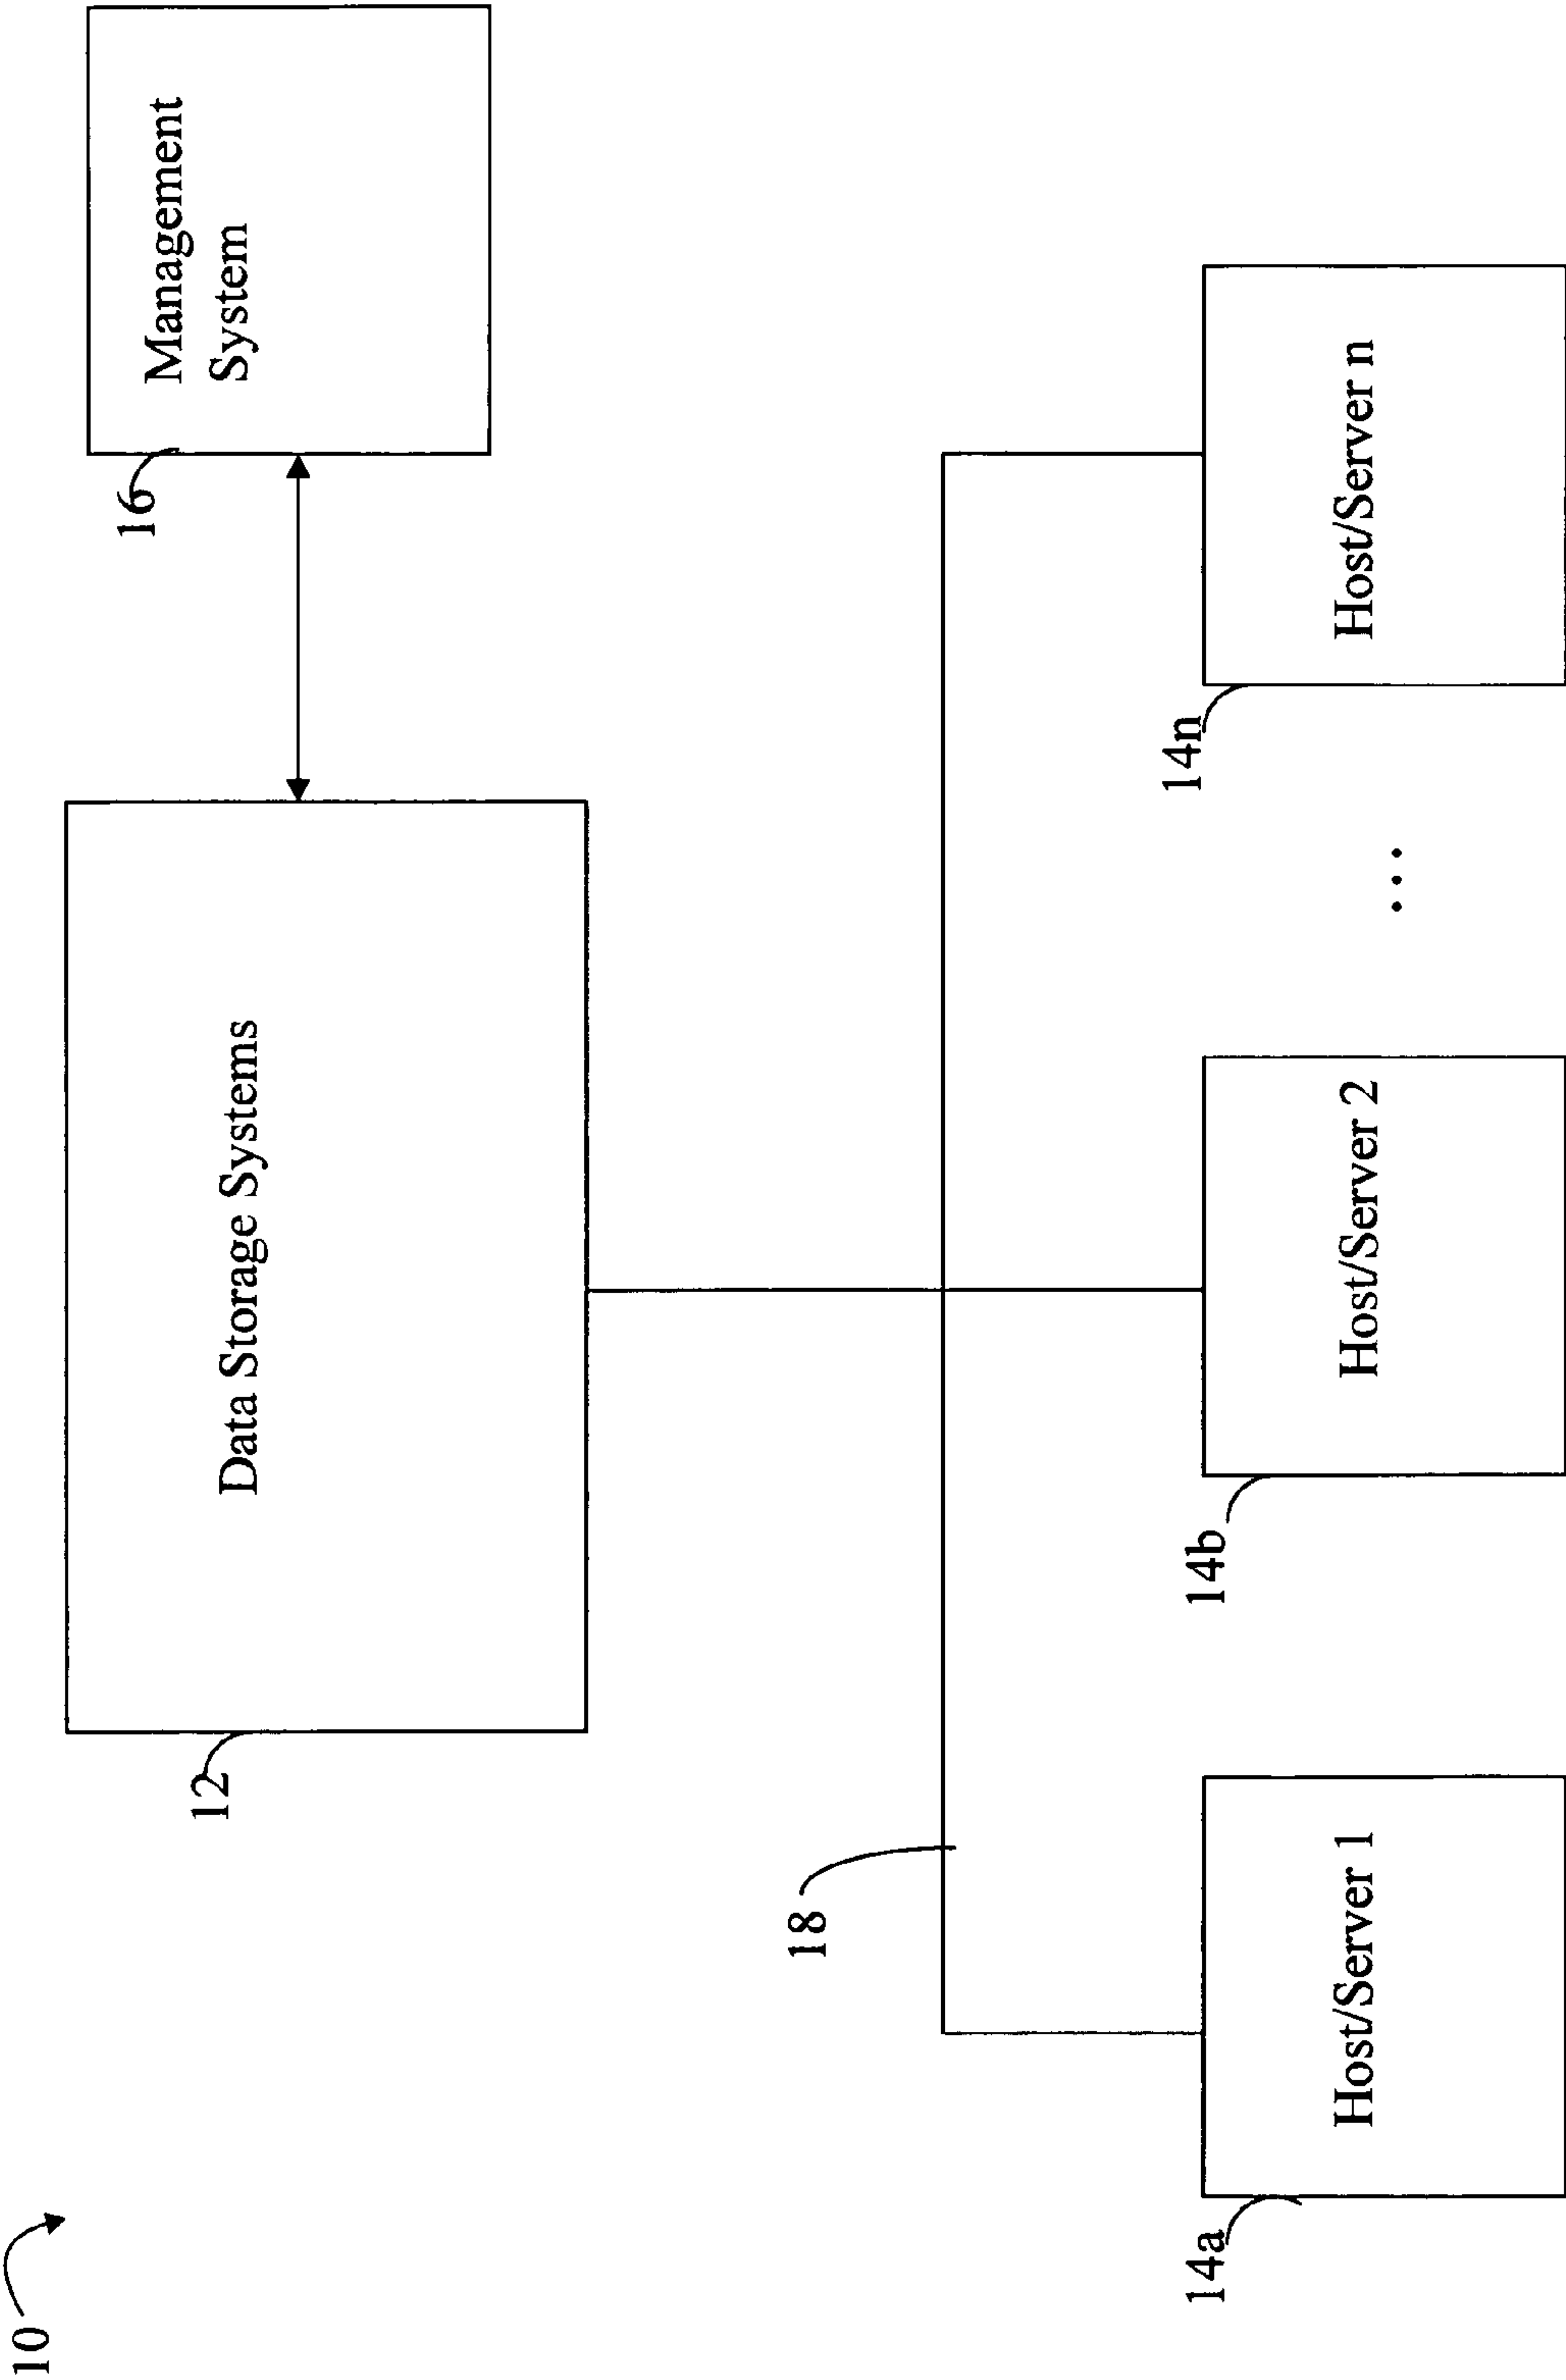 10
12
Data Storage Systems
16
Management
System
18
14a
Host/Server 1
14b
Host/Server 2
...
14n
Host/Server n